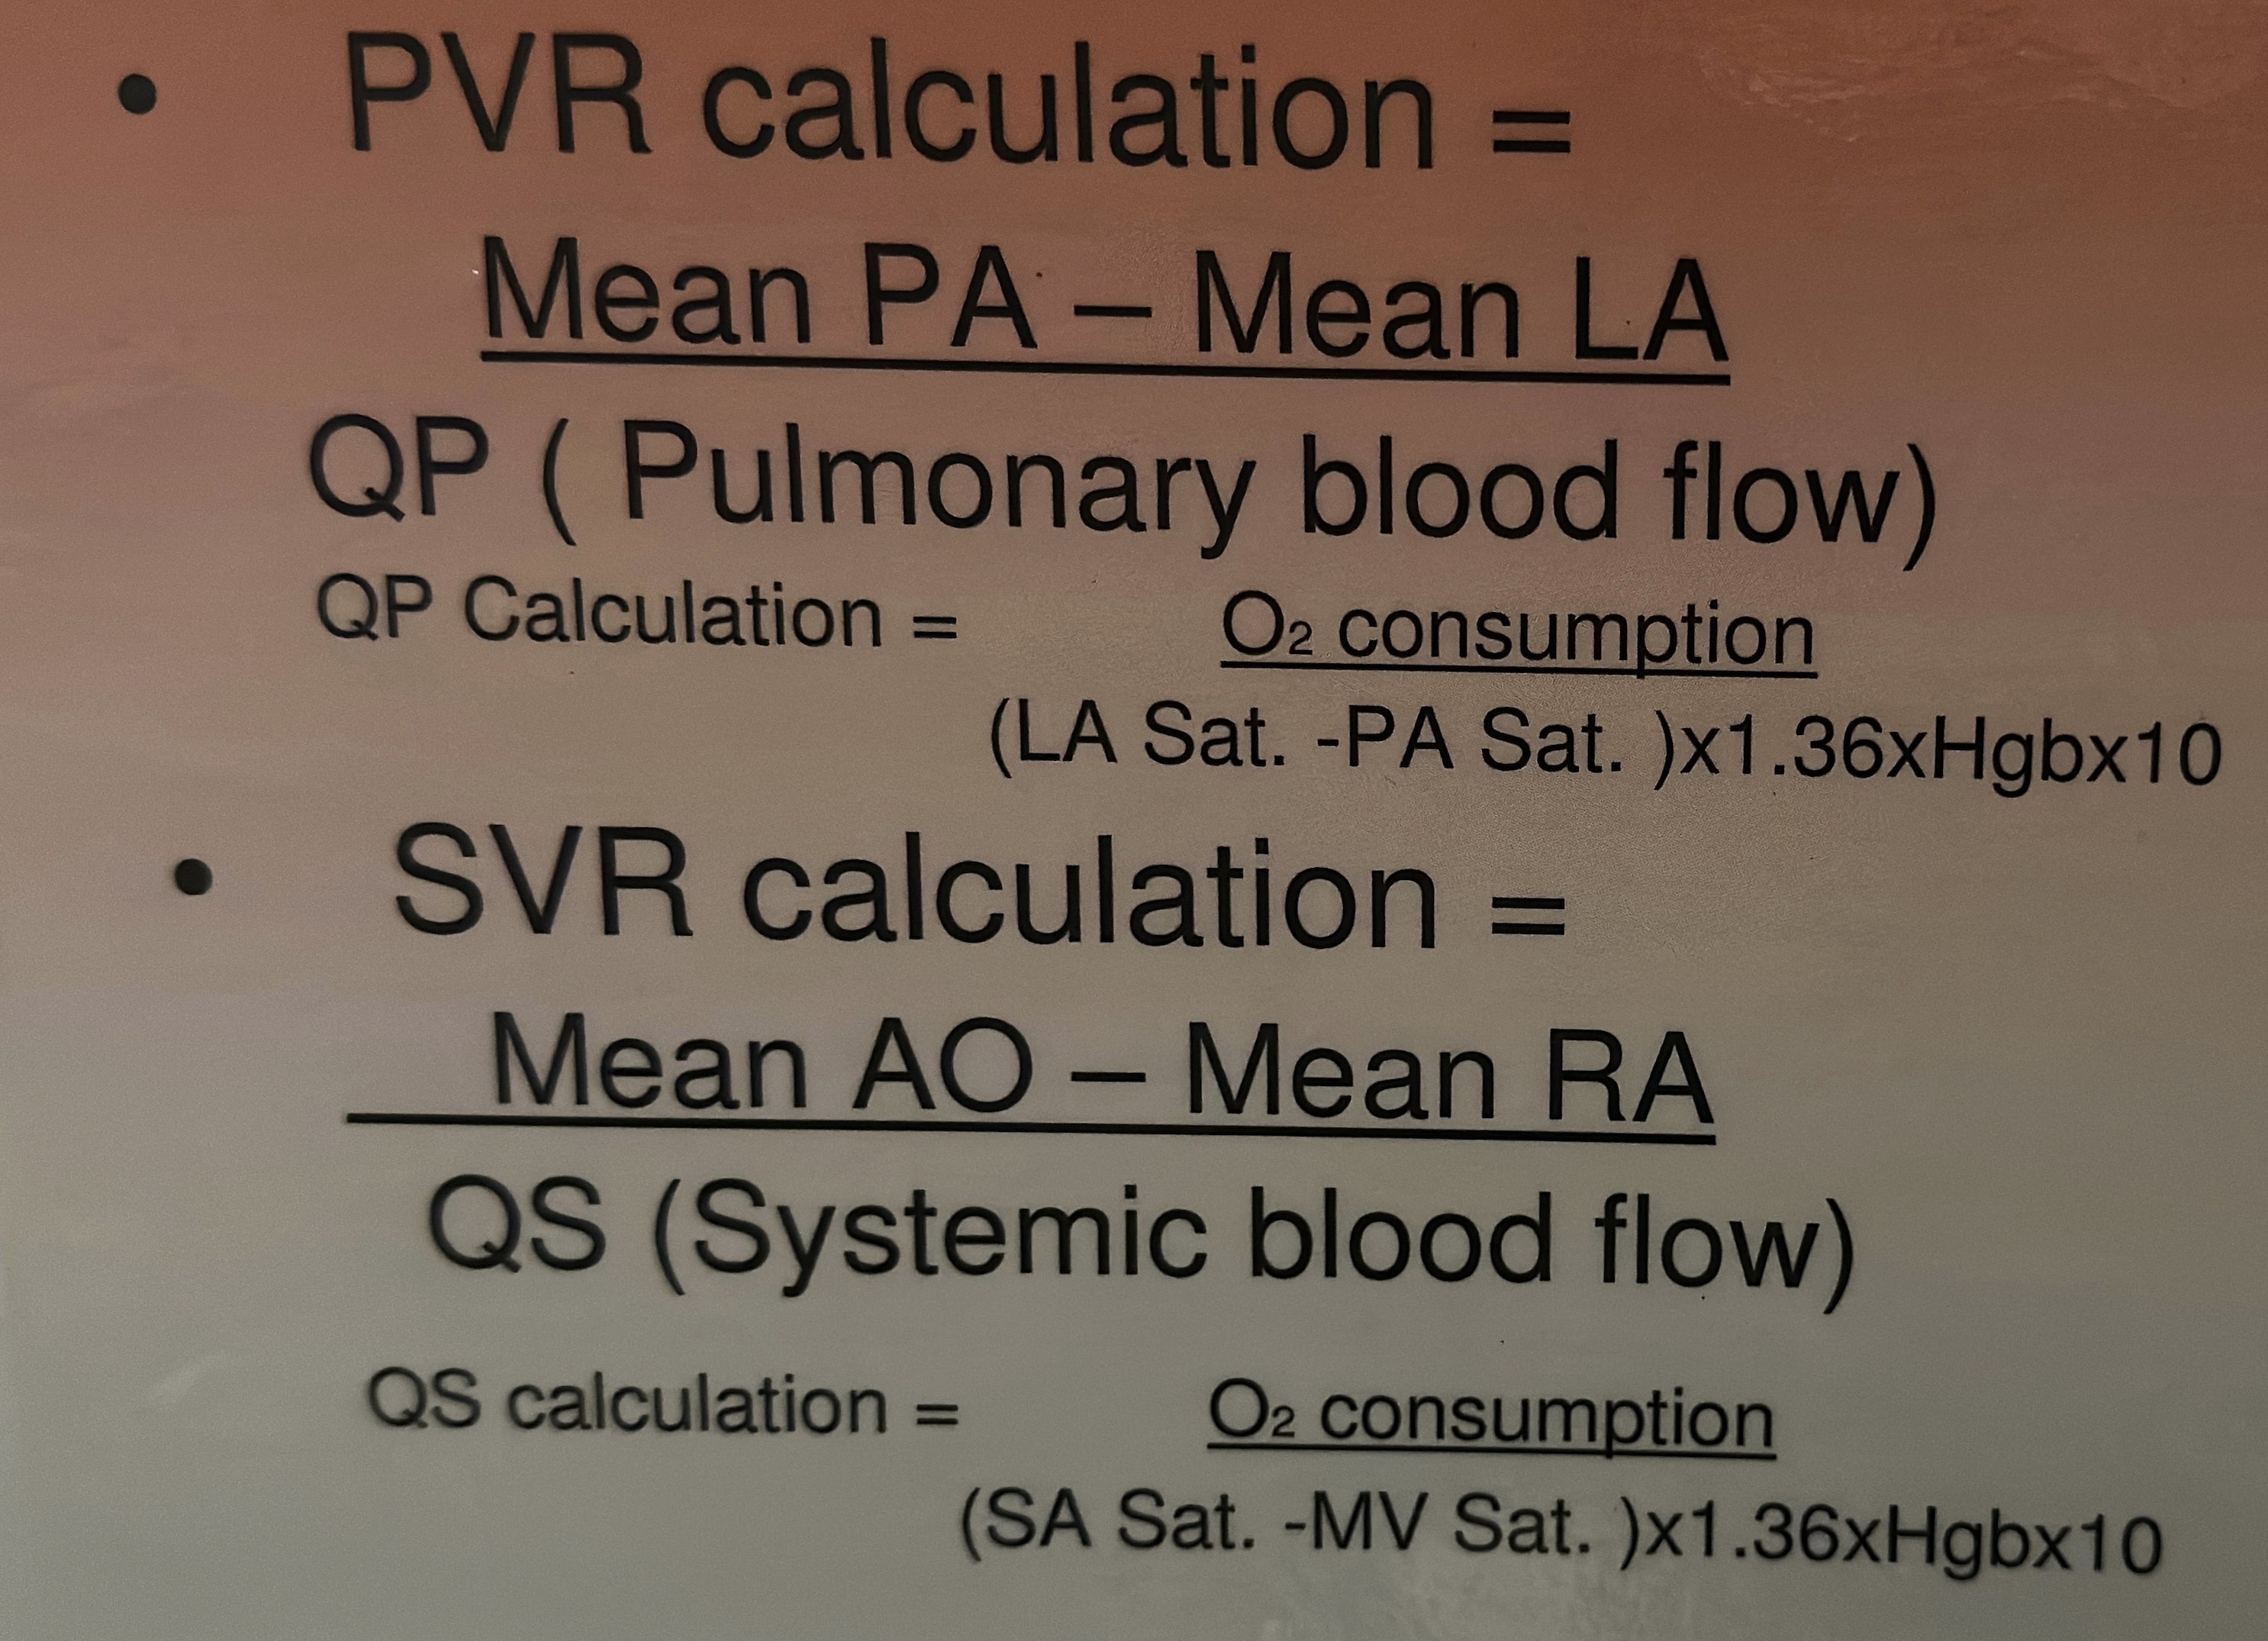 • PVR calculation =
Mean PA – Mean LA
QP ( Pulmonary blood flow)
QP Calculation = O₂ consumption
(LA Sat. -PA Sat. )x1.36xHgbx10
• SVR calculation =
Mean AO – Mean RA
QS (Systemic blood flow)
QS calculation = O₂ consumption
(SA Sat. -MV Sat. )x1.36xHgbx10